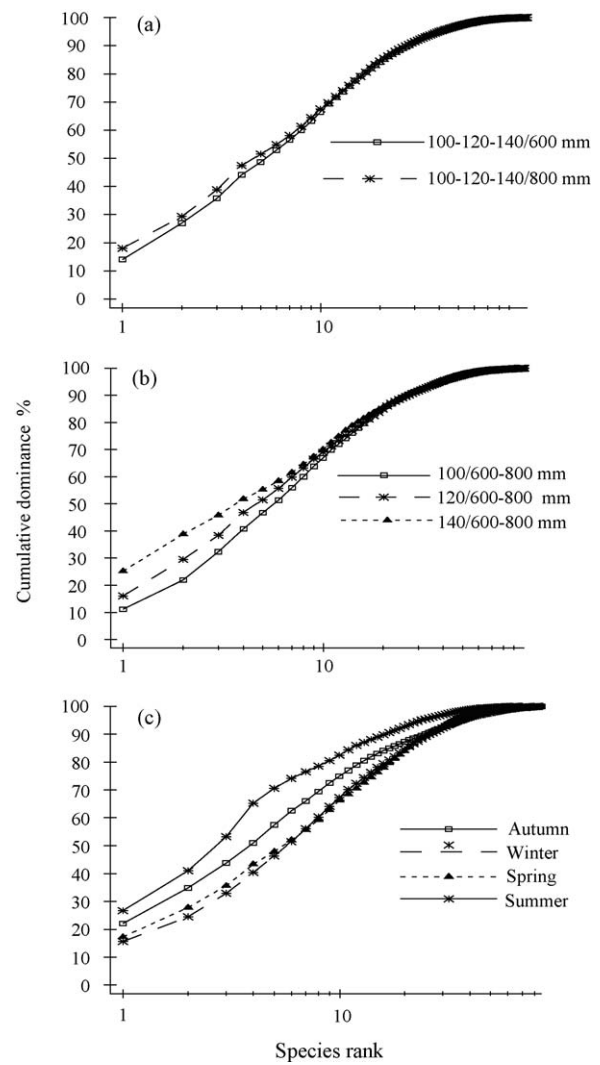 (a)
100 %
90
80
70
60
50
40
30
20
10
0
100-120-140/600 mm
100-120-140/800 mm
1 10
(b)
100
90
80
70
60
50
40
30
20
10
0
100/600-800 mm
120/600-800 mm
140/600-800 mm
1 10
Cumulative dominance %
(c)
100
90
80
70
60
50
40
30
20
10
0
Autumn
Winter
Spring
Summer
1 10
Species rank